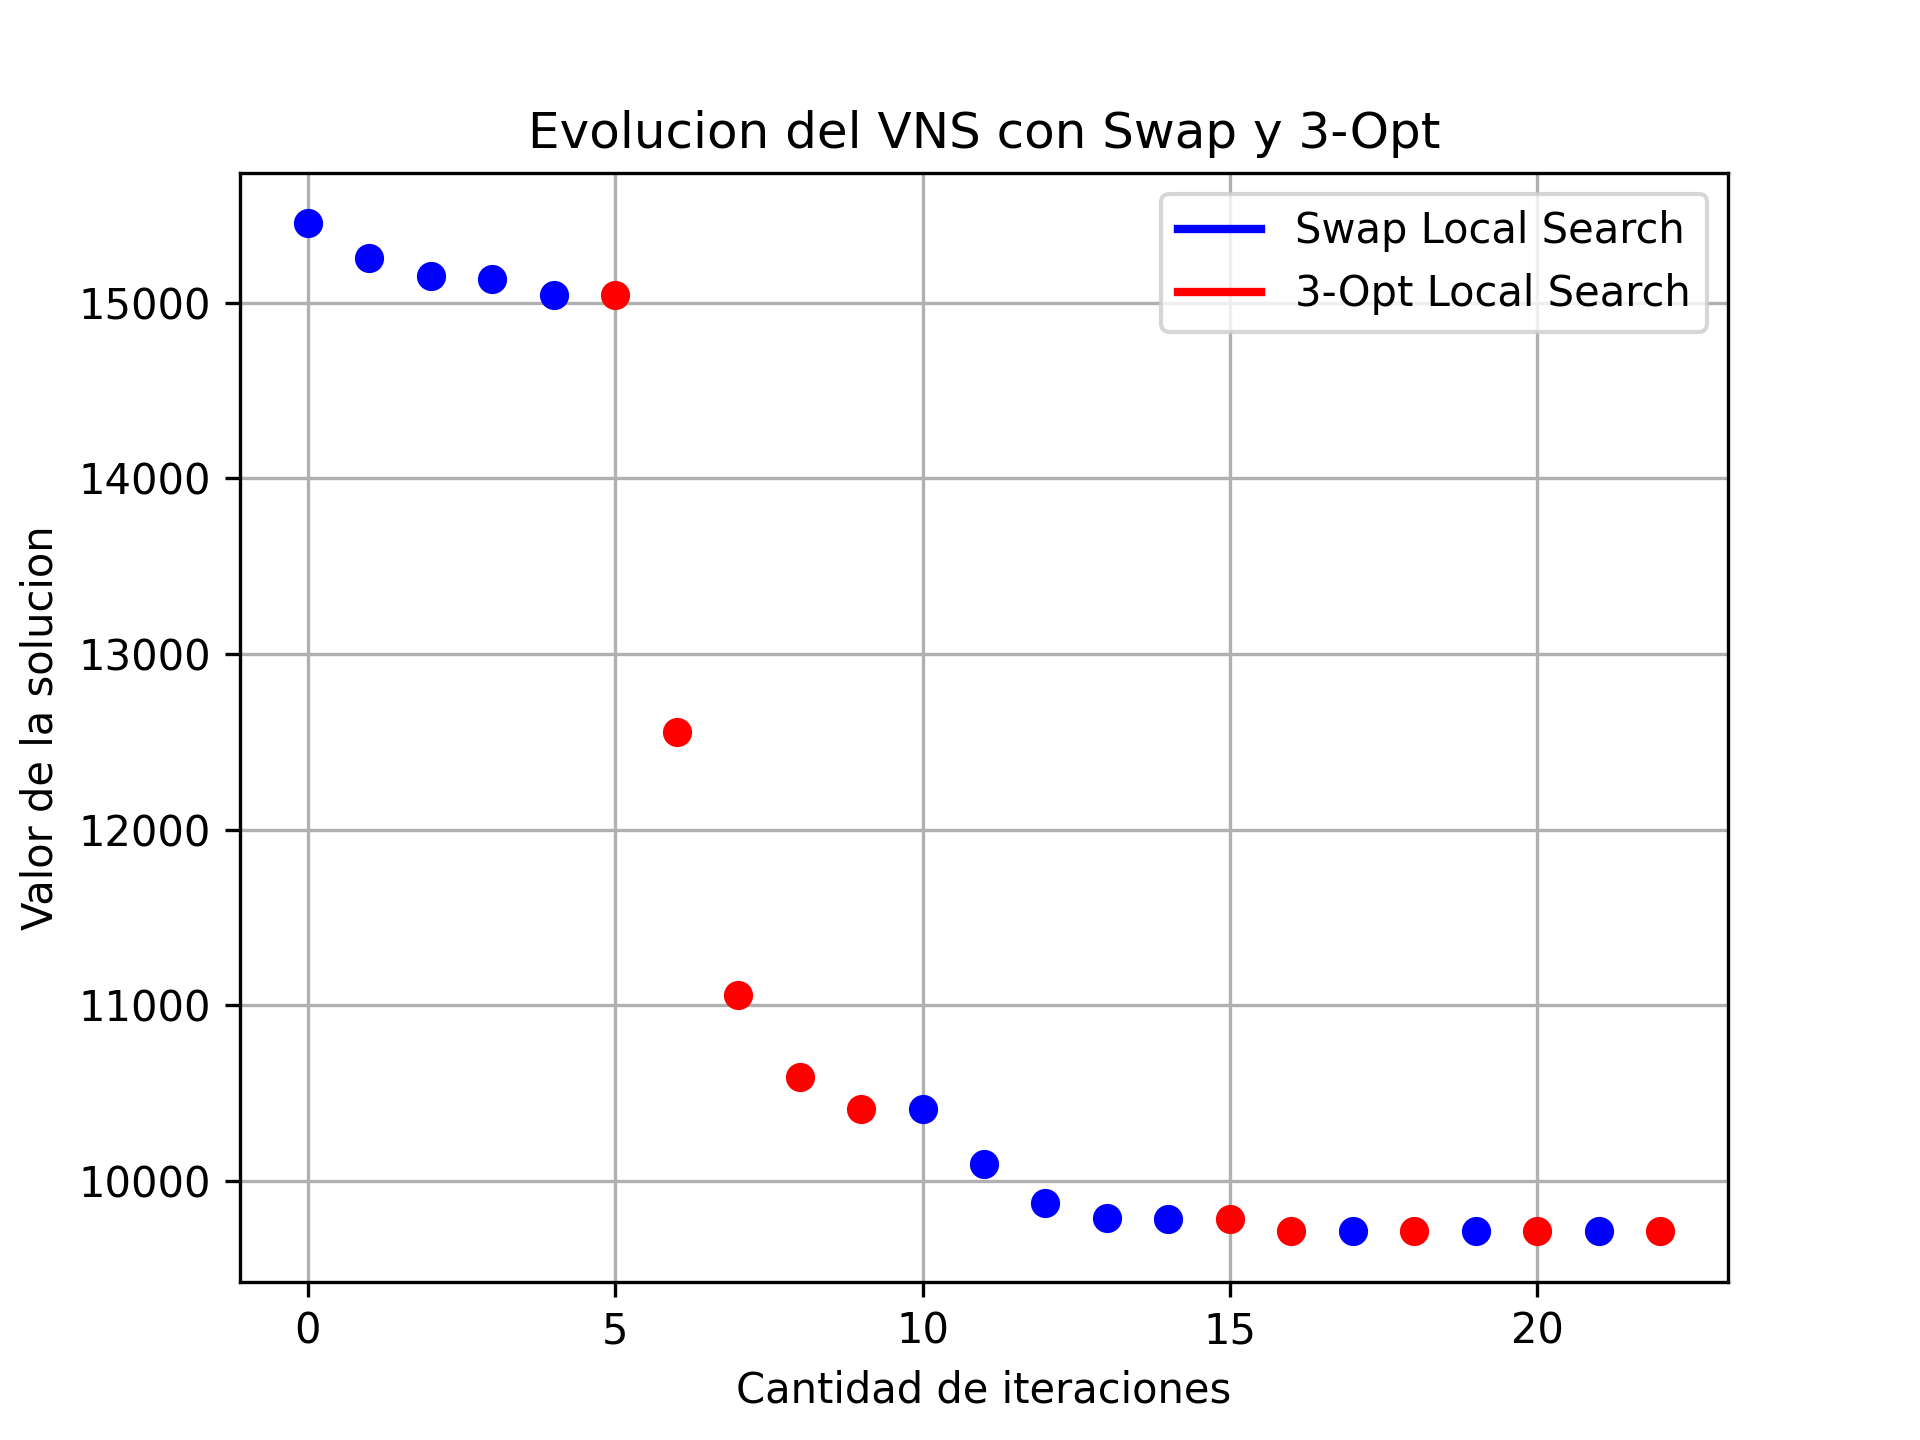 Evolucion del VNS con Swap y 3-Opt
Swap Local Search
3-Opt Local Search
Valor de la solucion
15000
14000
13000
12000
11000
10000
0 5 10 15 20
Cantidad de iteraciones